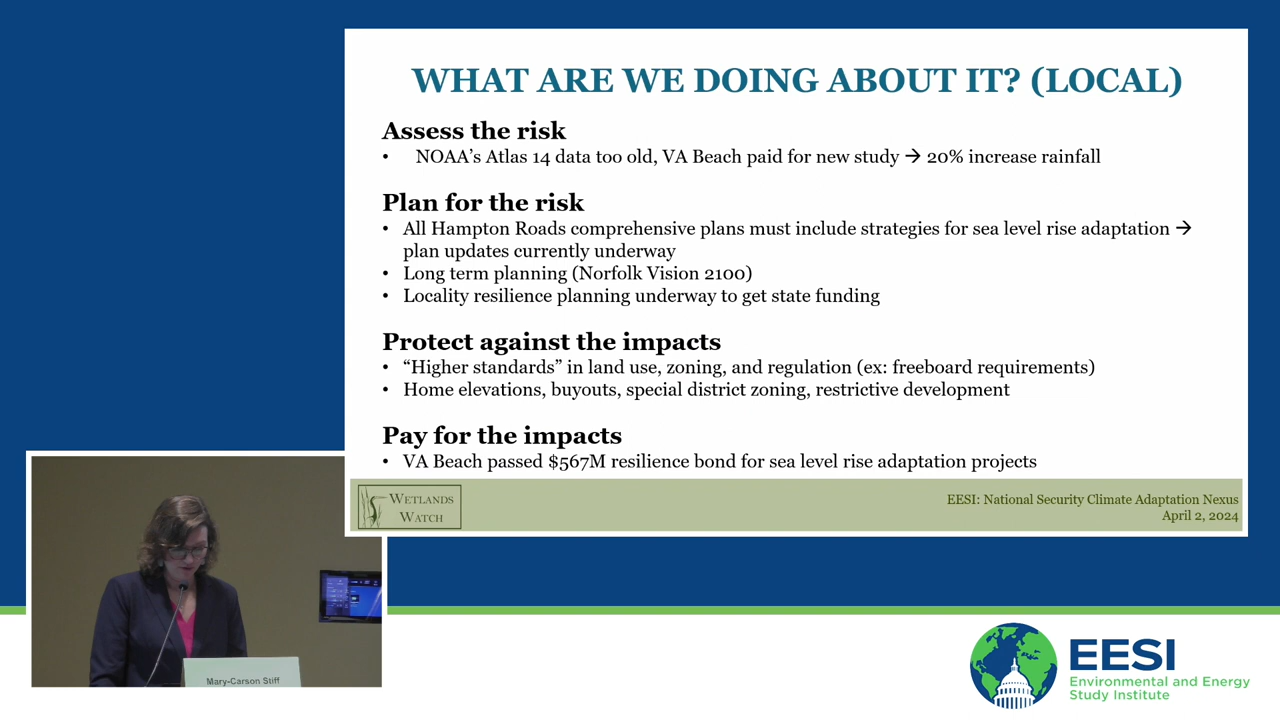 WHAT ARE WE DOING ABOUT IT? (LOCAL)
Assess the risk
• NOAA's Atlas 14 data too old, VA Beach paid for new study → 20% increase rainfall
Plan for the risk
• All Hampton Roads comprehensive plans must include strategies for sea level rise adaptation →
plan updates currently underway
• Long term planning (Norfolk Vision 2100)
• Locality resilience planning underway to get state funding
Protect against the impacts
• “Higher standards” in land use, zoning, and regulation (ex: freeboard requirements)
• Home elevations, buyouts, special district zoning, restrictive development
Pay for the impacts
• VA Beach passed $567M resilience bond for sea level rise adaptation projects
WETLANDS
WATCH
EESI: National Security Climate Adaptation Nexus
April 2, 2024
Mary-Carson Stiff
EESI
Environmental and Energy
Study Institute